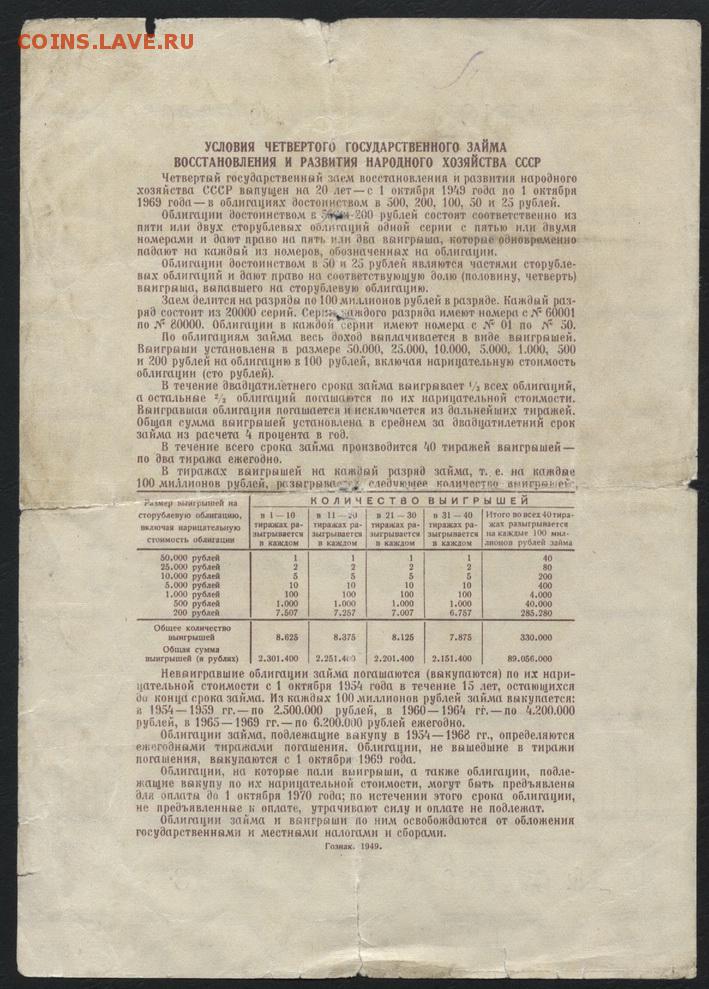 COINS.LAVE.RU
УСЛОВИЯ ЧЕТВЕРТОГО ГОСУДАРСТВЕННОГО ЗАЙМА
ВОССТАНОВЛЕНИЯ И РАЗВИТИЯ НАРОДНОГО ХОЗЯЙСТВА СССР
Четвертый государственный заем восстановления и развития народного
хозяйства СССР выпущен на 20 лет — с 1 октября 1949 года по 1 октября
1969 года — в облигациях достоинством в 500, 200, 100, 50 и 25 рублей.
Облигации достоинством в 200 рублей состоят соответственно из
пяти или двух сторублевых облигаций одной серии с пятью или двумя
номерами и дают право на пять или два выигрыша, которые одновременно
падают на каждый из номеров, обозначенных на облигации.
Облигации достоинством в 50 и 25 рублей являются частями сторубле-
вых облигаций и дают право на соответствующую долю (половину, четверть)
выигрыша, выпавшего на сторублевую облигацию.
Заем делится на разряды по 100 миллионов рублей в разряде. Каждый раз-
ряд состоит из 20000 серий. Серии каждого разряда имеют номера с № 60001
по № 80000. Облигации в каждой серии имеют номера с № 01 по № 50.
По облигациям займа весь доход выплачивается в виде выигрышей.
Выигрыши установлены в размере 50.000, 25.000, 10.000, 5.000, 1.000, 500
и 200 рублей на облигацию в 100 рублей, включая нарицательную стоимость
облигации (сто рублей).
В течение двадцатилетнего срока займа выигрывает 1/3 всех облигаций,
а остальные 2/3 облигаций погашаются по их нарицательной стоимости.
Выигравшая облигация погашается и исключается из дальнейших тиражей.
Общая сумма выигрышей установлена в среднем за двадцатилетний срок
займа из расчета 4 процента в год.
В течение всего срока займа производится 40 тиражей выигрышей —
по два тиража ежегодно.
В тиражах выигрышей на каждый разряд займа, т. е. на каждые
100 миллионов рублей, разыгрывается следующее количество выигрышей:
Размер выигрышей на сторублевую облигацию, включая нарицательную стоимость облигации
КОЛИЧЕСТВО ВЫИГРЫШЕЙ
в 1 — 10 тиражах разыгрывается в каждом
в 11 — 20 тиражах разыгрывается в каждом
в 21 — 30 тиражах разыгрывается в каждом
в 31 — 40 тиражах разыгрывается в каждом
Итого во всех 40 тиражах разыгрывается на каждые 100 миллионов рублей займа
50.000 рублей 1 1 1 1 40
25.000 рублей 2 2 2 2 80
10.000 рублей 5 5 5 5 200
5.000 рублей 10 10 10 10 400
1.000 рублей 100 100 100 100 4.000
500 рублей 1.000 1.000 1.000 1.000 40.000
200 рублей 7.507 7.257 7.007 6.757 285.280
Общее количество выигрышей 8.625 8.375 8.125 7.875 330.000
Общая сумма выигрышей (в рублях) 2.301.400 2.251.400 2.201.400 2.151.400 89.056.000
Невыигравшие облигации займа погашаются (выкупаются) по их нари-
цательной стоимости с 1 октября 1954 года в течение 15 лет, остающихся
до конца срока займа. Из каждых 100 миллионов рублей займа выкупается:
в 1954 — 1959 гг. — по 2.500.000 рублей, в 1960 — 1964 гг. — по 4.200.000
рублей, в 1965 — 1969 гг. — по 6.200.000 рублей ежегодно.
Облигации займа, подлежащие выкупу в 1954 — 1968 гг., определяются
ежегодными тиражами погашения. Облигации, не вышедшие в тиражи
погашения, выкупаются с 1 октября 1969 года.
Облигации, на которые пали выигрыши, а также облигации, подле-
жащие выкупу по их нарицательной стоимости, могут быть предъявлены
для оплаты до 1 октября 1970 года; по истечении этого срока облигации,
не предъявленные к оплате, утрачивают силу и оплате не подлежат.
Облигации займа и выигрыши по ним освобождаются от обложения
государственными и местными налогами и сборами.
Гознак. 1949.